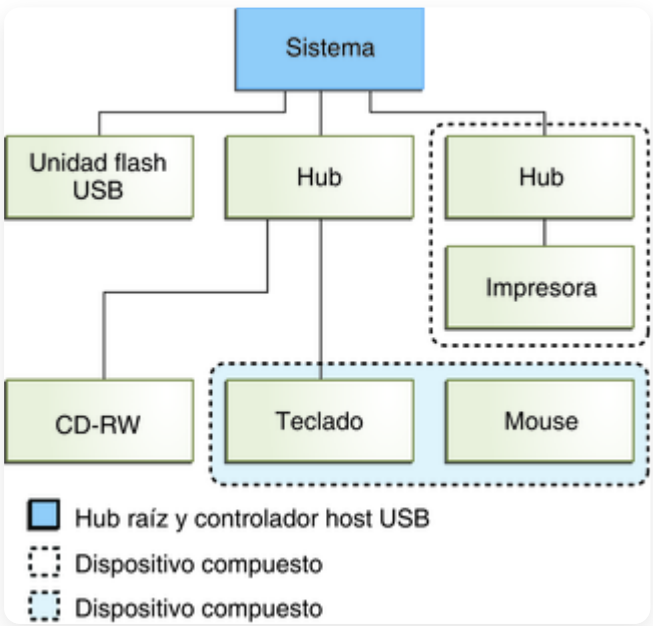 Sistema
Unidad flash
USB
Hub
Hub
Impresora
CD-RW
Teclado
Mouse
Hub raíz y controlador host USB
Dispositivo compuesto
Dispositivo compuesto